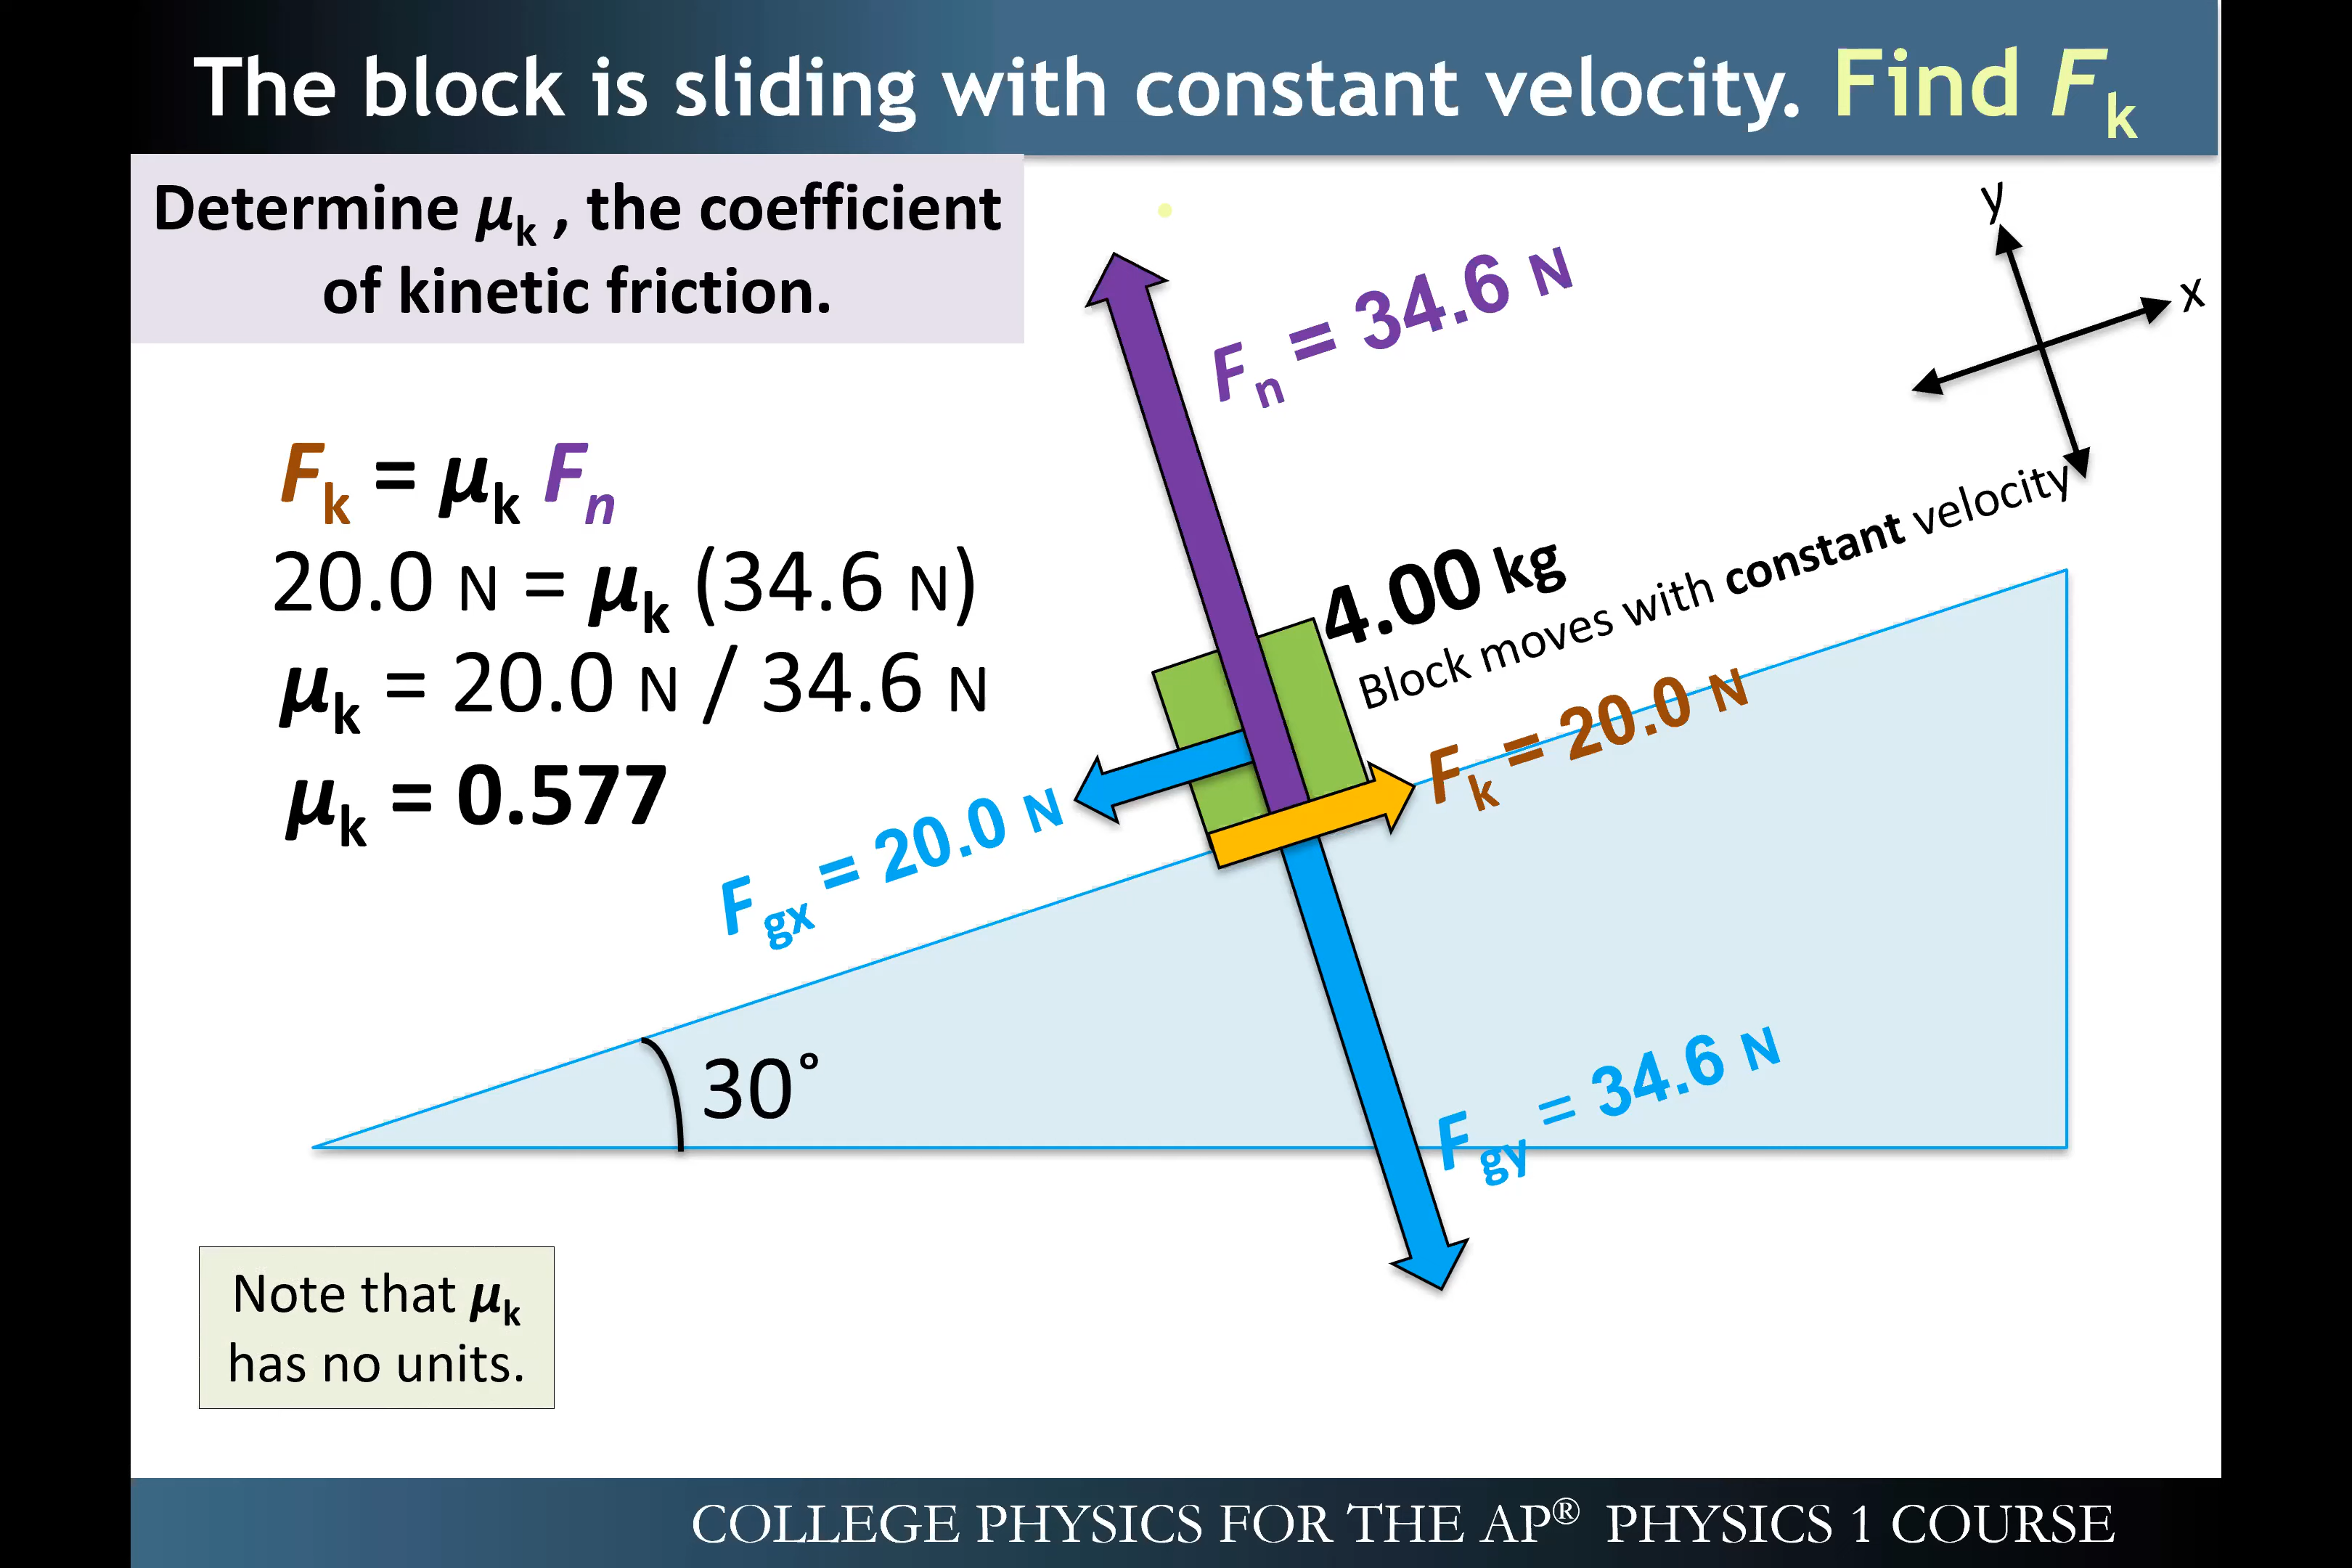 The block is sliding with constant velocity. Find Fk
Determine μk , the coefficient
of kinetic friction.
y
x
Fn = 34.6 N
Fk = μk Fn
20.0 N = μk (34.6 N)
μk = 20.0 N / 34.6 N
μk = 0.577
4.00 kg
Block moves with constant velocity
Fk = 20.0 N
Fgx = 20.0 N
30°
Fgy = 34.6 N
Note that μk
has no units.
COLLEGE PHYSICS FOR THE AP® PHYSICS 1 COURSE